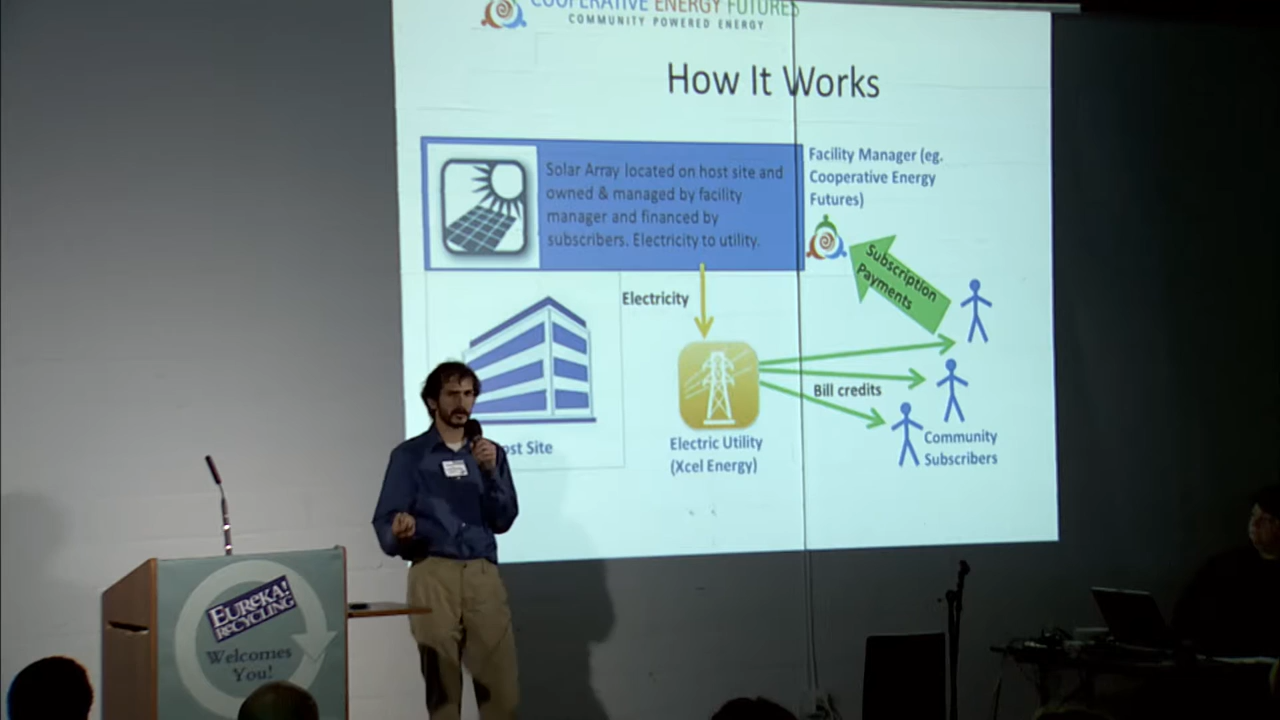 COOPERATIVE ENERGY FUTURES
COMMUNITY POWERED ENERGY
How It Works
Solar Array located on host site and
owned & managed by facility
manager and financed by
subscribers. Electricity to utility.
Facility Manager (eg.
Cooperative Energy
Futures)
Subscription
Payments
Electricity
Bill credits
ost Site
Electric Utility
(Xcel Energy)
Community
Subscribers
EUREKA!
RECYCLING
Welcomes
You!